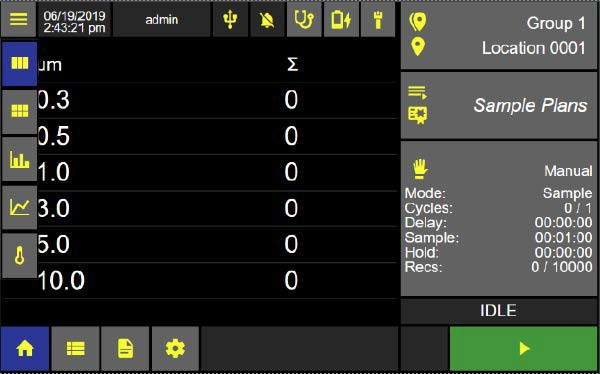 06/19/2019
2:43:21 pm
admin
Group 1
Location 0001
µm Σ
0.3 0
0.5 0
1.0 0
3.0 0
5.0 0
10.0 0
Sample Plans
Manual
Mode: Sample
Cycles: 0 / 1
Delay: 00:00:00
Sample: 00:01:00
Hold: 00:00:00
Recs: 0 / 10000
IDLE